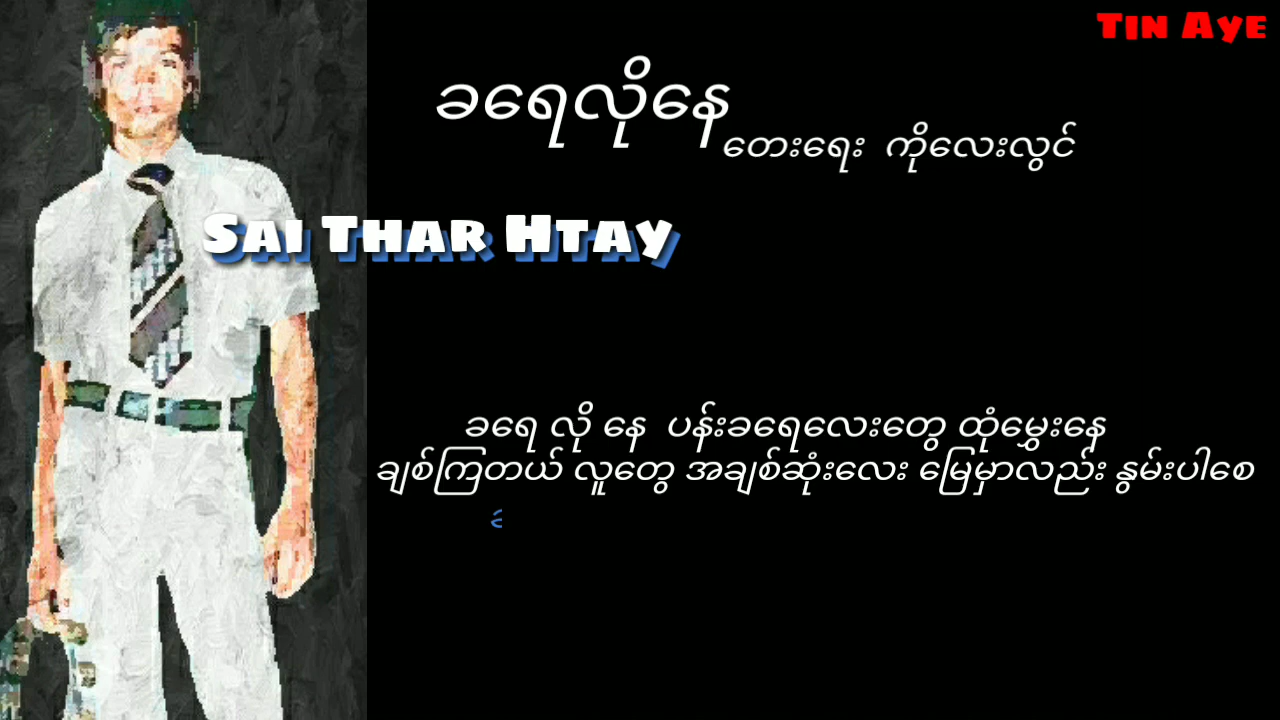 Tin Aye
ခရေလိုနေ
တေးရေး ကိုလေးလွင်
Sai Thar Htay
ခရေ လို နေ ပန်းခရေလေးတွေ ထုံမွှေးနေ
ချစ်ကြတယ် လူတွေ အချစ်ဆုံးလေး မြေမှာလည်း နွမ်းပါစေ